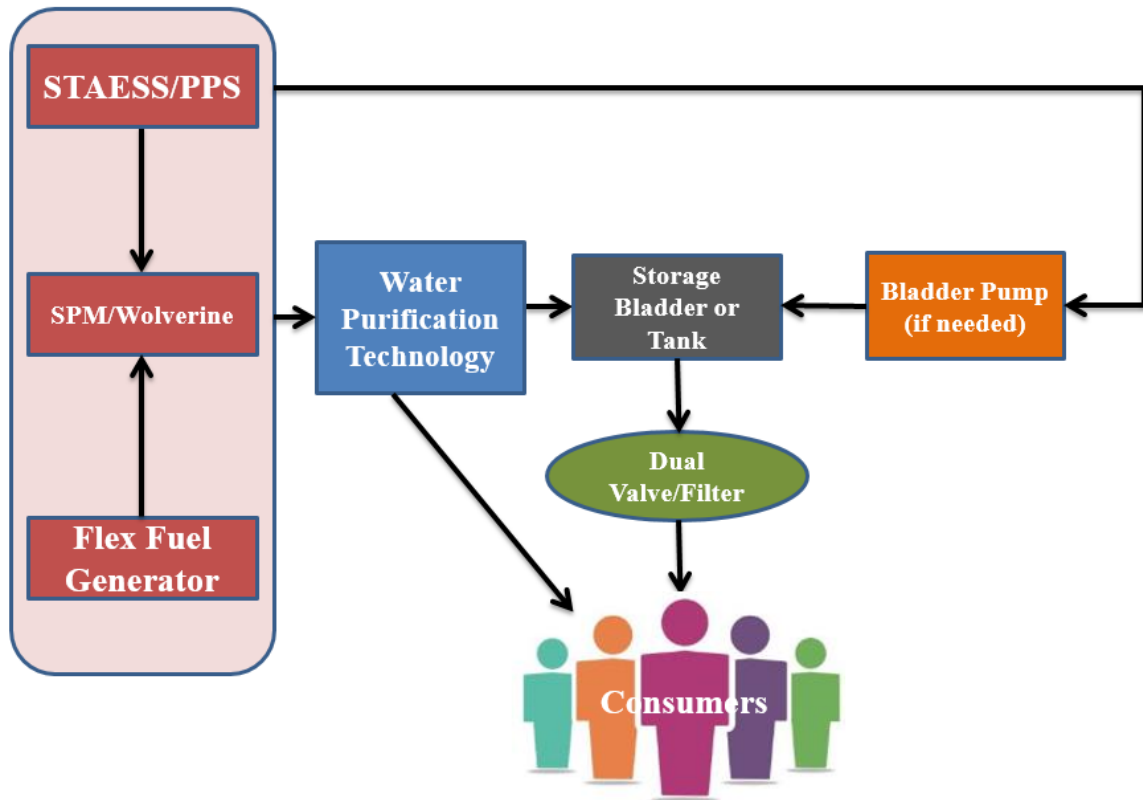 STAESS/PPS
SPM/Wolverine
Flex Fuel
Generator
Water
Purification
Technology
Storage
Bladder or
Tank
Bladder Pump
(if needed)
Dual
Valve/Filter
Consumers